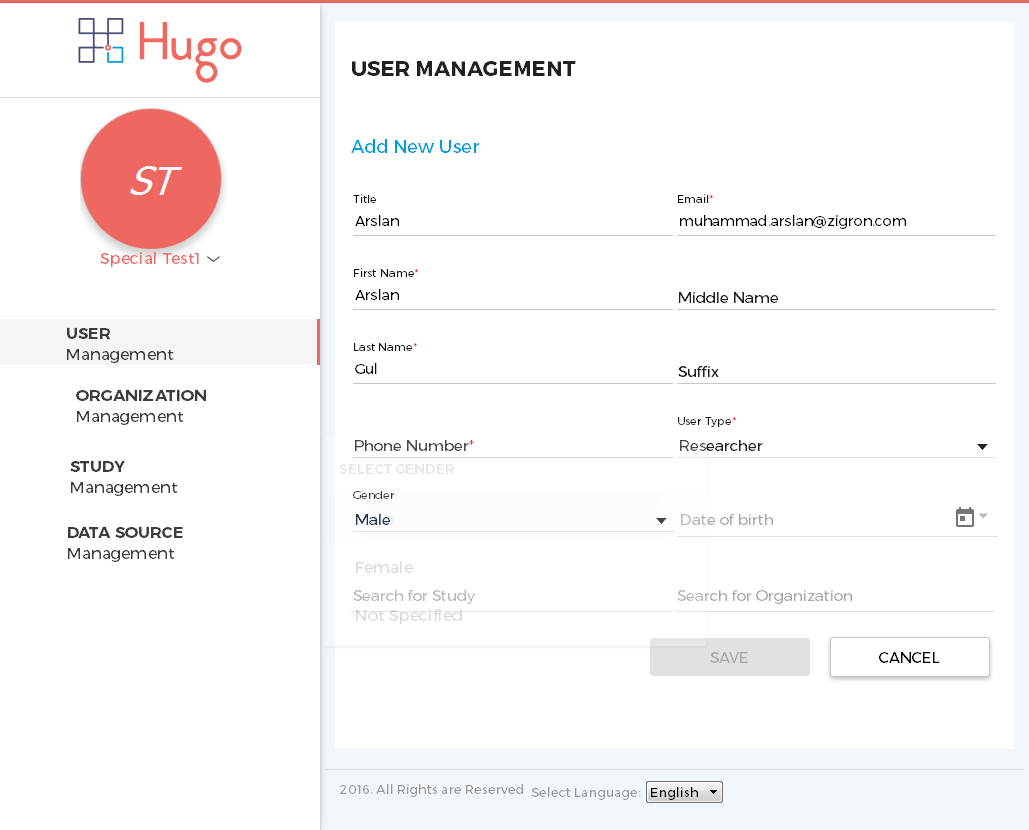 Hugo
ST
Special Test1
USER
Management
ORGANIZATION
Management
STUDY
Management
DATA SOURCE
Management
USER MANAGEMENT
Add New User
Title
Arslan
Email*
muhammad.arslan@zigron.com
First Name*
Arslan
Middle Name
Last Name*
Gul
Suffix
Phone Number*
User Type*
Researcher
SELECT GENDER
Gender
Male
Date of birth
Female
Search for Study
Search for Organization
Not Specified
SAVE
CANCEL
2016. All Rights are Reserved
Select Language: English